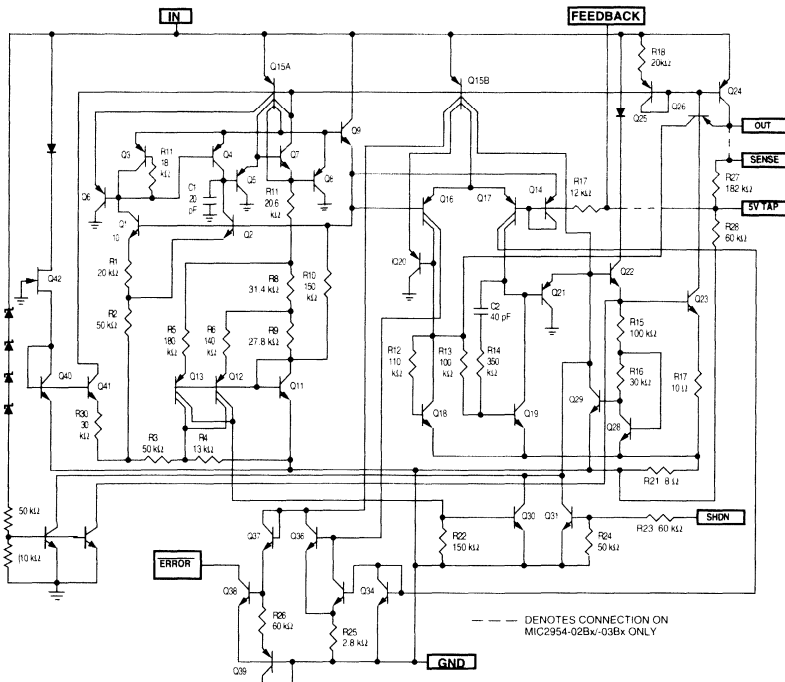 IN
FEEDBACK
R18
20kΩ
Q15A
Q15B
Q24
Q25
Q26
OUT
SENSE
R27
182 kΩ
5V TAP
R28
60 kΩ
Q3
R11
18
kΩ
Q4
Q9
Q7
Q5
Q8
Q6
C1
20
pF
R11
20.6
kΩ
Q1
10
Q2
Q16
Q17
Q14
R17
12 kΩ
R1
20 kΩ
R8
31.4 kΩ
R10
150
kΩ
Q42
IQ20
Q21
Q22
Q23
C2
40 pF
R2
50 kΩ
R5
180
kΩ
R6
140
kΩ
R9
27.8 kΩ
R15
100 kΩ
R12
110
kΩ
R13
100
kΩ
R14
350
kΩ
R16
30 kΩ
R17
10 Ω
Q40
Q41
Q13
Q12
Q11
Q18
Q19
Q29
Q28
R30
30
kΩ
R3
50 kΩ
R4
13 kΩ
R21 8 Ω
50 kΩ
(10 kΩ
Q30
Q31
SHDN
R22
150 kΩ
R24
50 kΩ
R23 60 kΩ
Q37
Q36
ERROR
Q38
Q34
R26
60 kΩ
R25
2.8 kΩ
Q39
GND
— — — DENOTES CONNECTION ON
MIC2954-02Bx/-03Bx ONLY